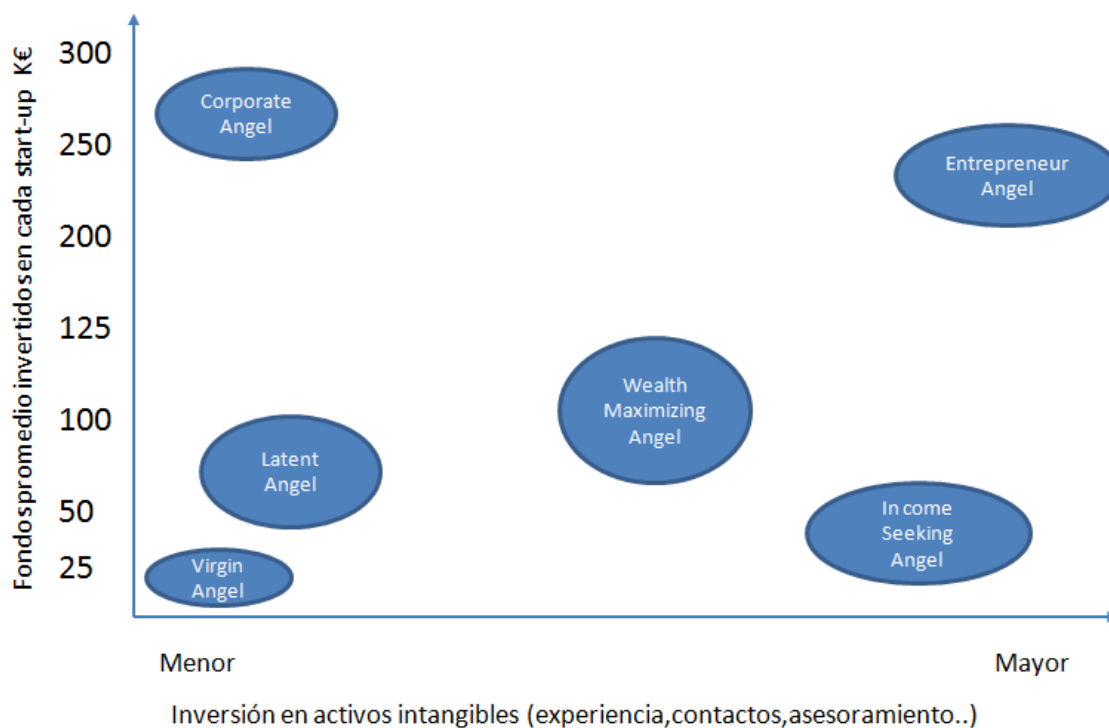 Fondospromedio invertidosen cada start-up K€
300
250
200
125
100
50
25
Corporate
Angel
Entrepreneur
Angel
Wealth
Maximizing
Angel
Latent
Angel
In come
Seeking
Angel
Virgin
Angel
Menor
Mayor
Inversión en activos intangibles (experiencia,contactos,asesoramiento..)